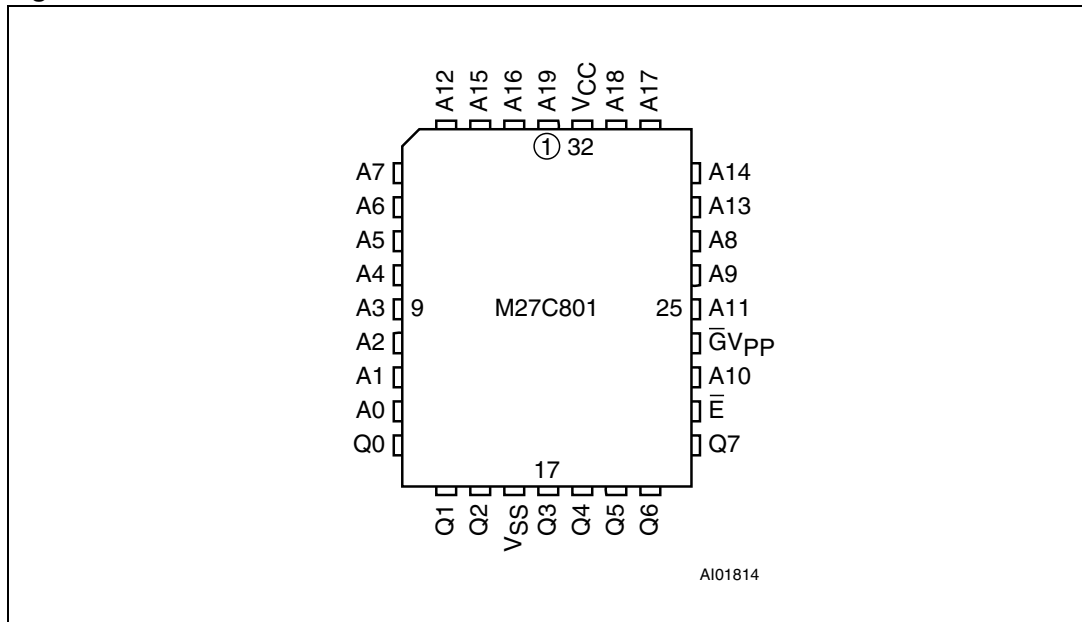 A12 A15 A16 A19 VCC A18 A17
1 32
A7 A14
A6 A13
A5 A8
A4 A9
A3 9 M27C801 25 A11
A2 G̅VPP
A1 A10
A0 E̅
Q0 Q7
17
Q1 Q2 VSS Q3 Q4 Q5 Q6
AI01814